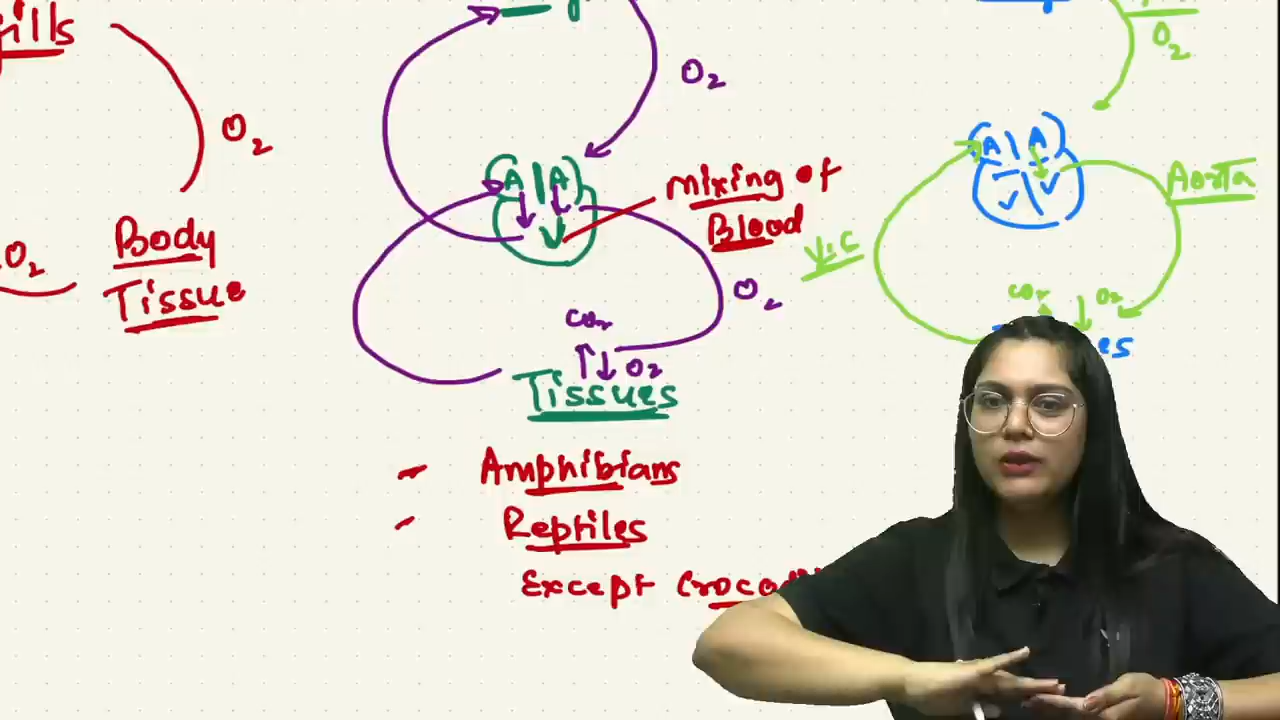 ills
O2
O2
Body
Tissue
O2
A | A
V
mixing of
Blood
O2
CO2
O2
Tissues
- Amphibians
- Reptiles
Except
O2
A | A
Aorta
V.C
CO2
O2
es